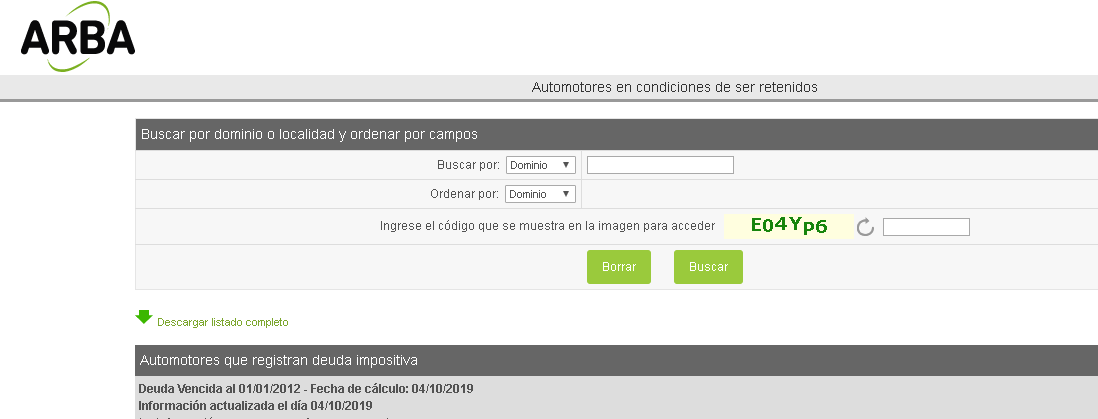 ARBA
Automotores en condiciones de ser retenidos
Buscar por dominio o localidad y ordenar por campos
Buscar por: Dominio
Ordenar por: Dominio
Ingrese el código que se muestra en la imagen para acceder E04Yp6
Borrar Buscar
Descargar listado completo
Automotores que registran deuda impositiva
Deuda Vencida al 01/01/2012 - Fecha de cálculo: 04/10/2019
Información actualizada el día 04/10/2019